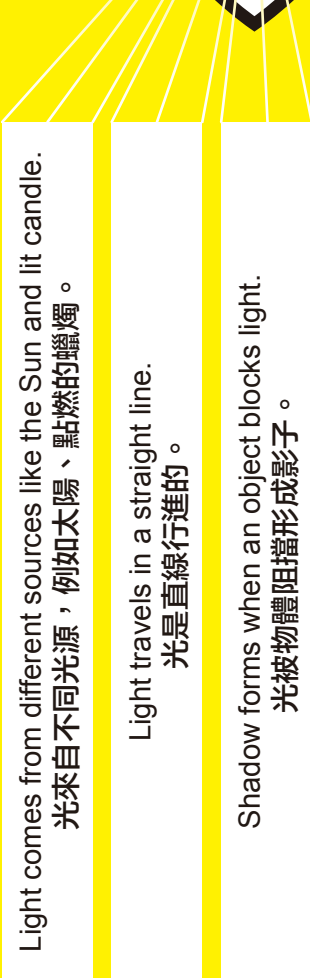 Light comes from different sources like the Sun and lit candle.
光來自不同光源，例如太陽、點燃的蠟燭。
Light travels in a straight line.
光是直線行進的。
Shadow forms when an object blocks light.
光被物體阻擋形成影子。